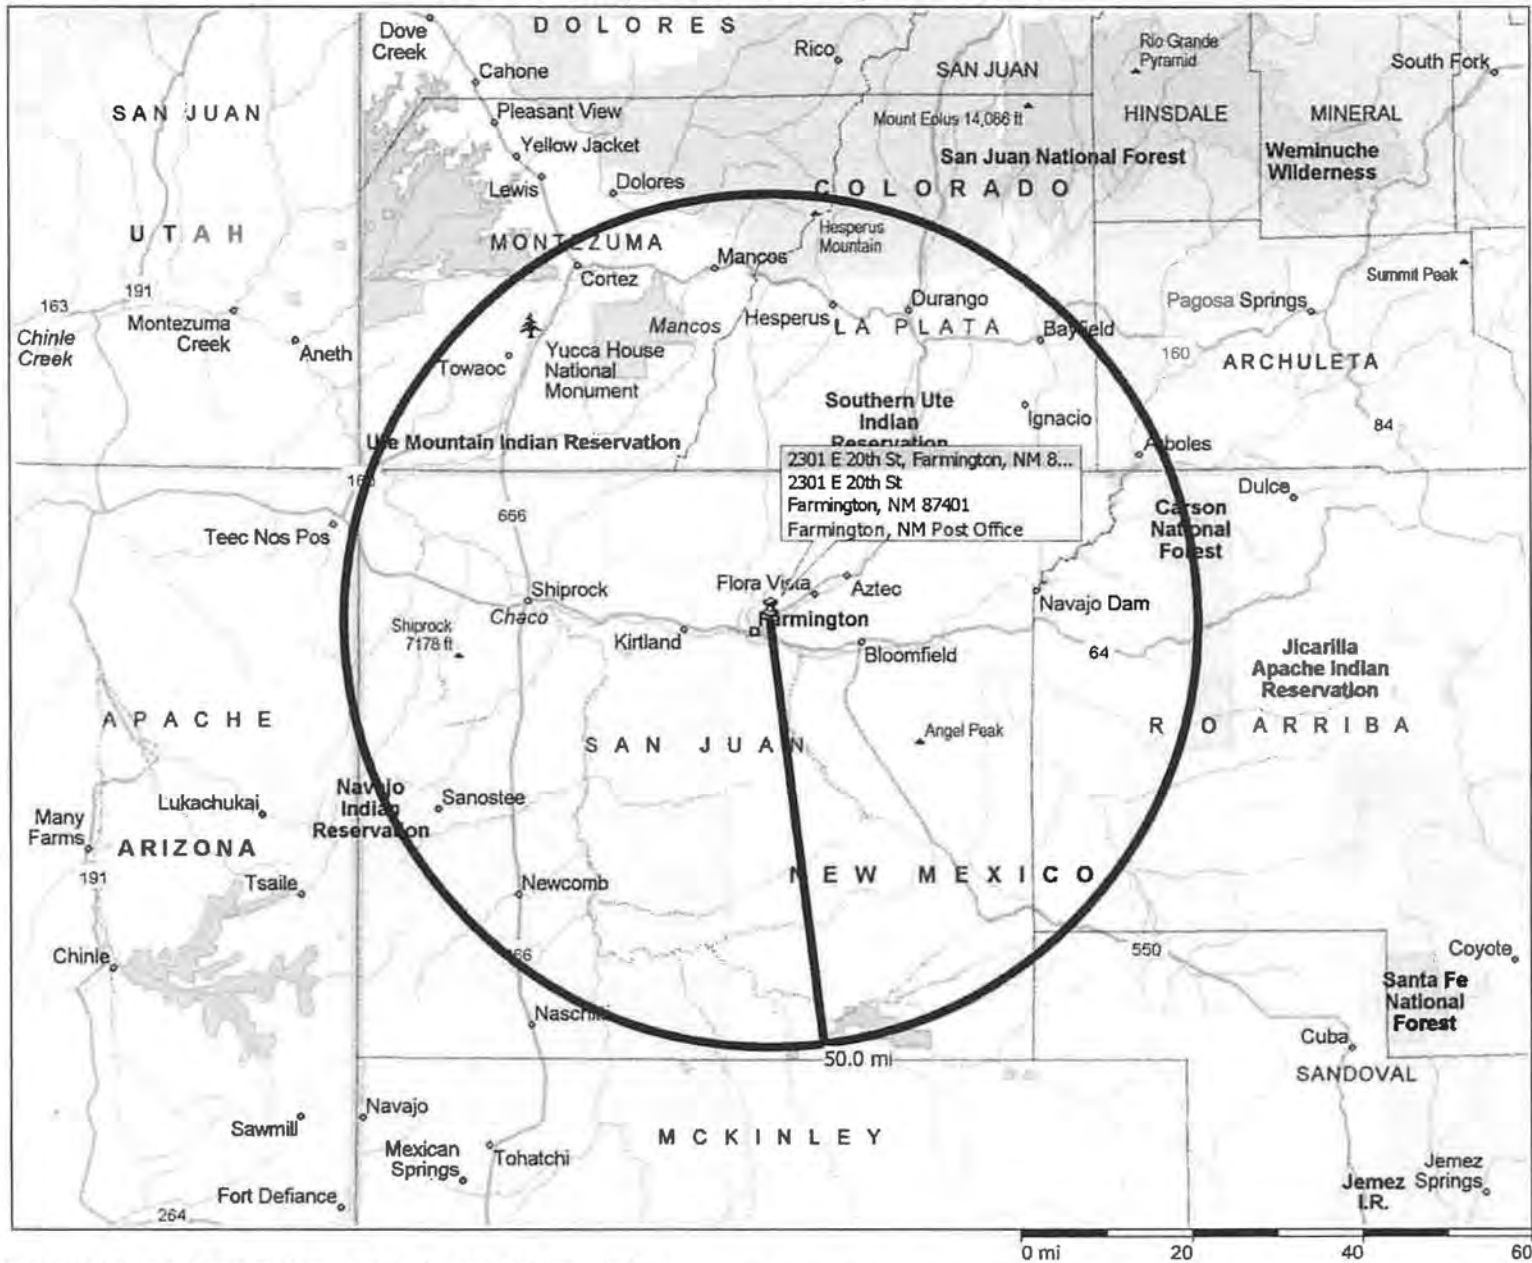 DOLORES
Dove
Creek
Rico
Rio Grande
Pyramid
South Fork
Cahone
SAN JUAN
SAN JUAN
Pleasant View
Mount Eolus 14,086 ft
HINSDALE
MINERAL
Yellow Jacket
San Juan National Forest
Weminuche
Wilderness
Lewis
Dolores
COLORADO
UTAH
MONTEZUMA
Hesperus
Mountain
Mancos
Cortez
Summit Peak
163
191
Montezuma
Creek
Chinle
Creek
Aneth
Mancos
Hesperus
Durango
LA PLATA
Bayfield
Pagosa Springs
160
ARCHULETA
Towaoc
Yucca House
National
Monument
Southern Ute
Indian
Reservation
Ignacio
84
Ute Mountain Indian Reservation
Arboles
2301 E 20th St, Farmington, NM 8...
2301 E 20th St
Farmington, NM 87401
Farmington, NM Post Office
160
Dulce
Carson
National
Forest
666
Teec Nos Pos
Shiprock
Chaco
Flora Vista
Aztec
Navajo Dam
Farmington
Shiprock
7178 ft
Kirtland
Bloomfield
64
Jicarilla
Apache Indian
Reservation
APACHE
SAN JUAN
Angel Peak
RIO ARRIBA
Navajo
Indian
Reservation
Lukachukai
Sanostee
Many
Farms
ARIZONA
191
Tsaile
Newcomb
NEW MEXICO
666
550
Coyote
Chinle
Santa Fe
National
Forest
Naschitti
Cuba
50.0 mi
SANDOVAL
Navajo
Sawmill
MCKINLEY
Mexican
Springs
Tohatchi
Jemez
Springs
Jemez
I.R.
Fort Defiance
264
0 mi 20 40 60